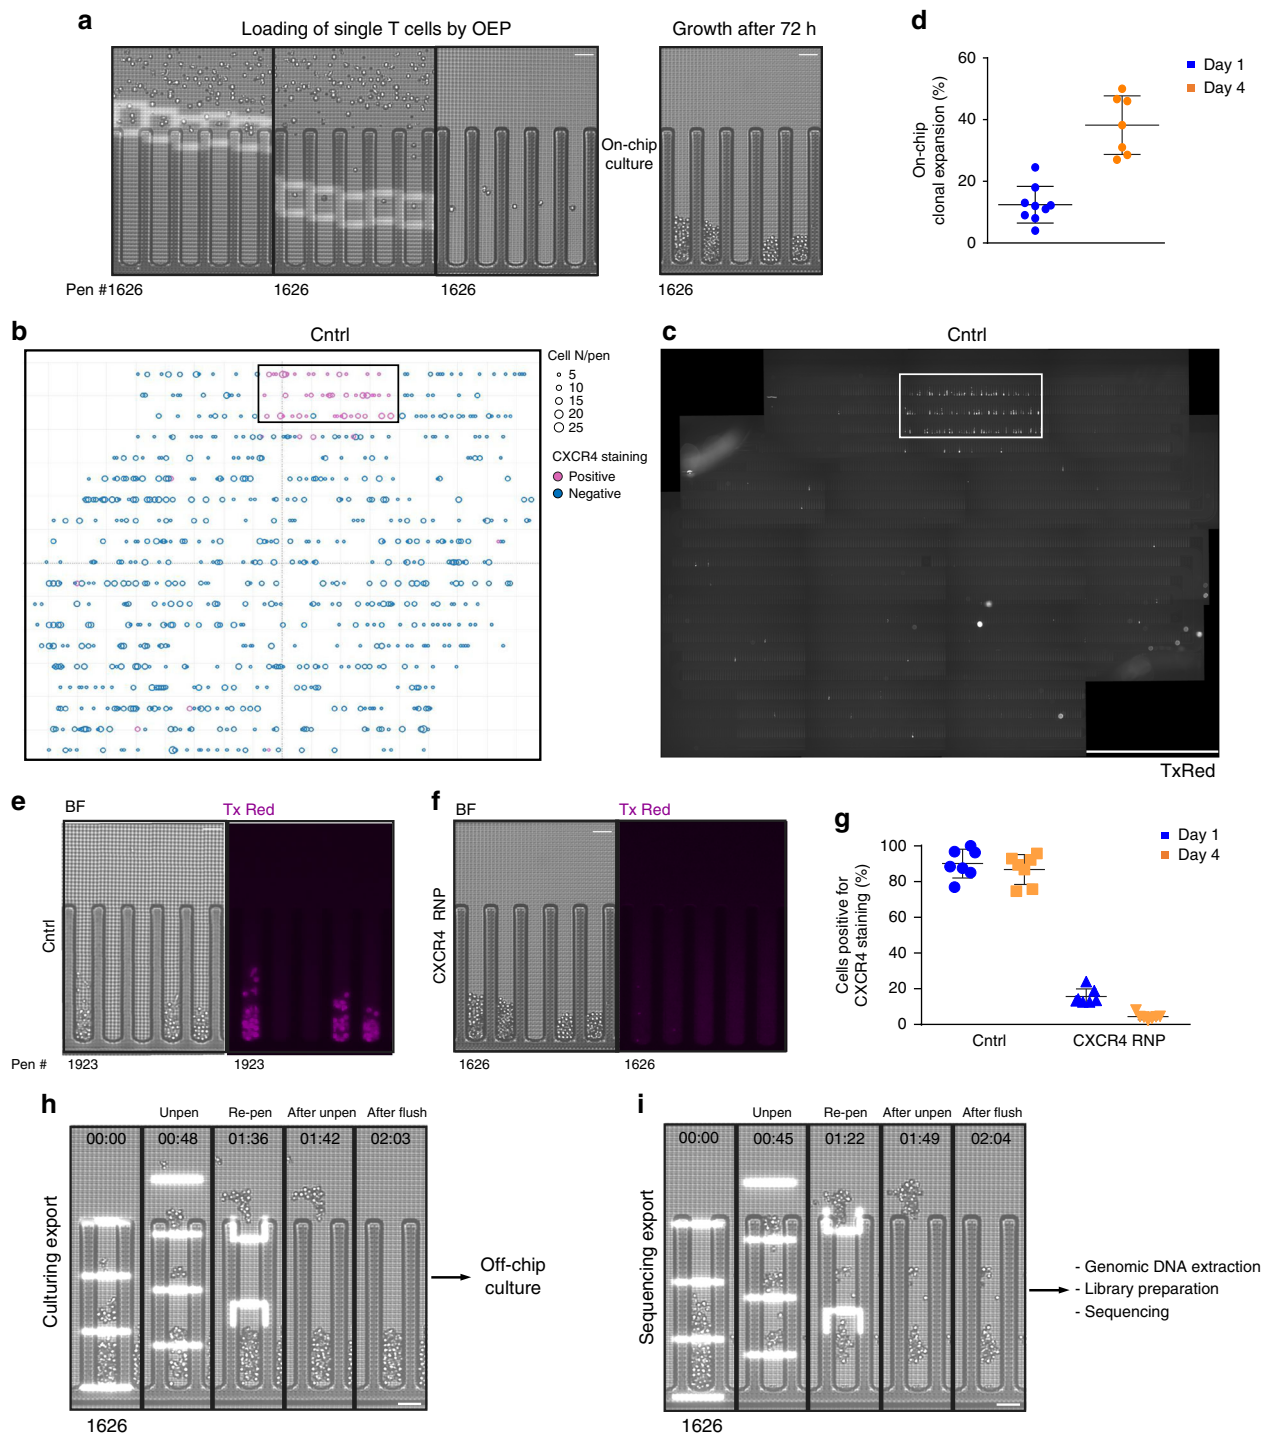 a
Loading of single T cells by OEP
Growth after 72 h
On-chip
culture
Pen #1626
1626
1626
1626
d
On-chip
clonal expansion (%)
60
40
20
0
Day 1
Day 4
b
Cntrl
Cell N/pen
5
10
15
20
25
CXCR4 staining
Positive
Negative
c
Cntrl
TxRed
e
BF
Tx Red
Cntrl
Pen #
1923
1923
f
BF
Tx Red
CXCR4 RNP
1626
1626
g
Cells positive for
CXCR4 staining (%)
100
80
60
40
20
0
Cntrl
CXCR4 RNP
Day 1
Day 4
h
Unpen
Re-pen
After unpen
After flush
00:00
00:48
01:36
01:42
02:03
Culturing export
1626
Off-chip
culture
i
Unpen
Re-pen
After unpen
After flush
00:00
00:45
01:22
01:49
02:04
Sequencing export
1626
- Genomic DNA extraction
- Library preparation
- Sequencing